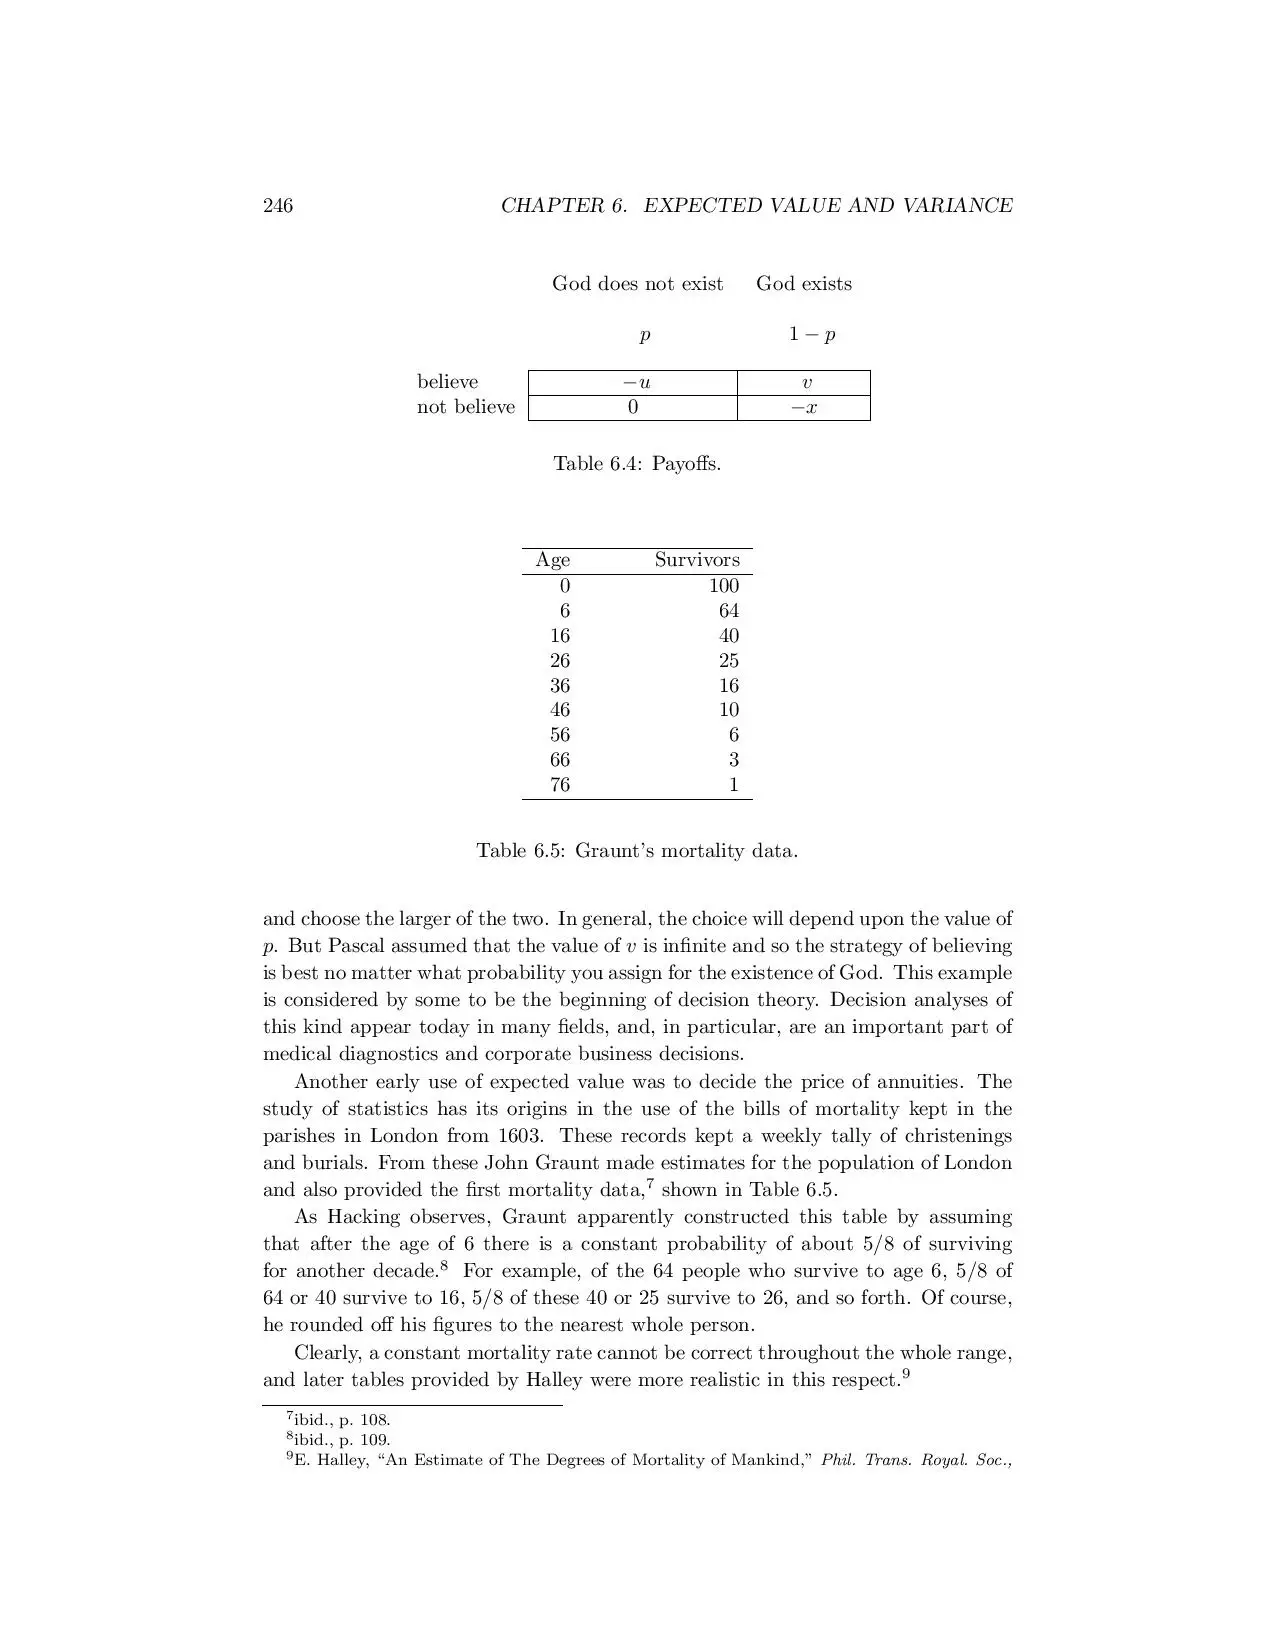 246 CHAPTER 6. EXPECTED VALUE AND VARIANCE
God does not exist God exists
p 1 − p
believe −u v
not believe 0 −x
Table 6.4: Payoffs.
Age Survivors
0 100
6 64
16 40
26 25
36 16
46 10
56 6
66 3
76 1
Table 6.5: Graunt's mortality data.
and choose the larger of the two. In general, the choice will depend upon the value of
p. But Pascal assumed that the value of v is infinite and so the strategy of believing
is best no matter what probability you assign for the existence of God. This example
is considered by some to be the beginning of decision theory. Decision analyses of
this kind appear today in many fields, and, in particular, are an important part of
medical diagnostics and corporate business decisions.
Another early use of expected value was to decide the price of annuities. The
study of statistics has its origins in the use of the bills of mortality kept in the
parishes in London from 1603. These records kept a weekly tally of christenings
and burials. From these John Graunt made estimates for the population of London
and also provided the first mortality data,7 shown in Table 6.5.
As Hacking observes, Graunt apparently constructed this table by assuming
that after the age of 6 there is a constant probability of about 5/8 of surviving
for another decade.8 For example, of the 64 people who survive to age 6, 5/8 of
64 or 40 survive to 16, 5/8 of these 40 or 25 survive to 26, and so forth. Of course,
he rounded off his figures to the nearest whole person.
Clearly, a constant mortality rate cannot be correct throughout the whole range,
and later tables provided by Halley were more realistic in this respect.9
7ibid., p. 108.
8ibid., p. 109.
9E. Halley, “An Estimate of The Degrees of Mortality of Mankind,” Phil. Trans. Royal. Soc.,